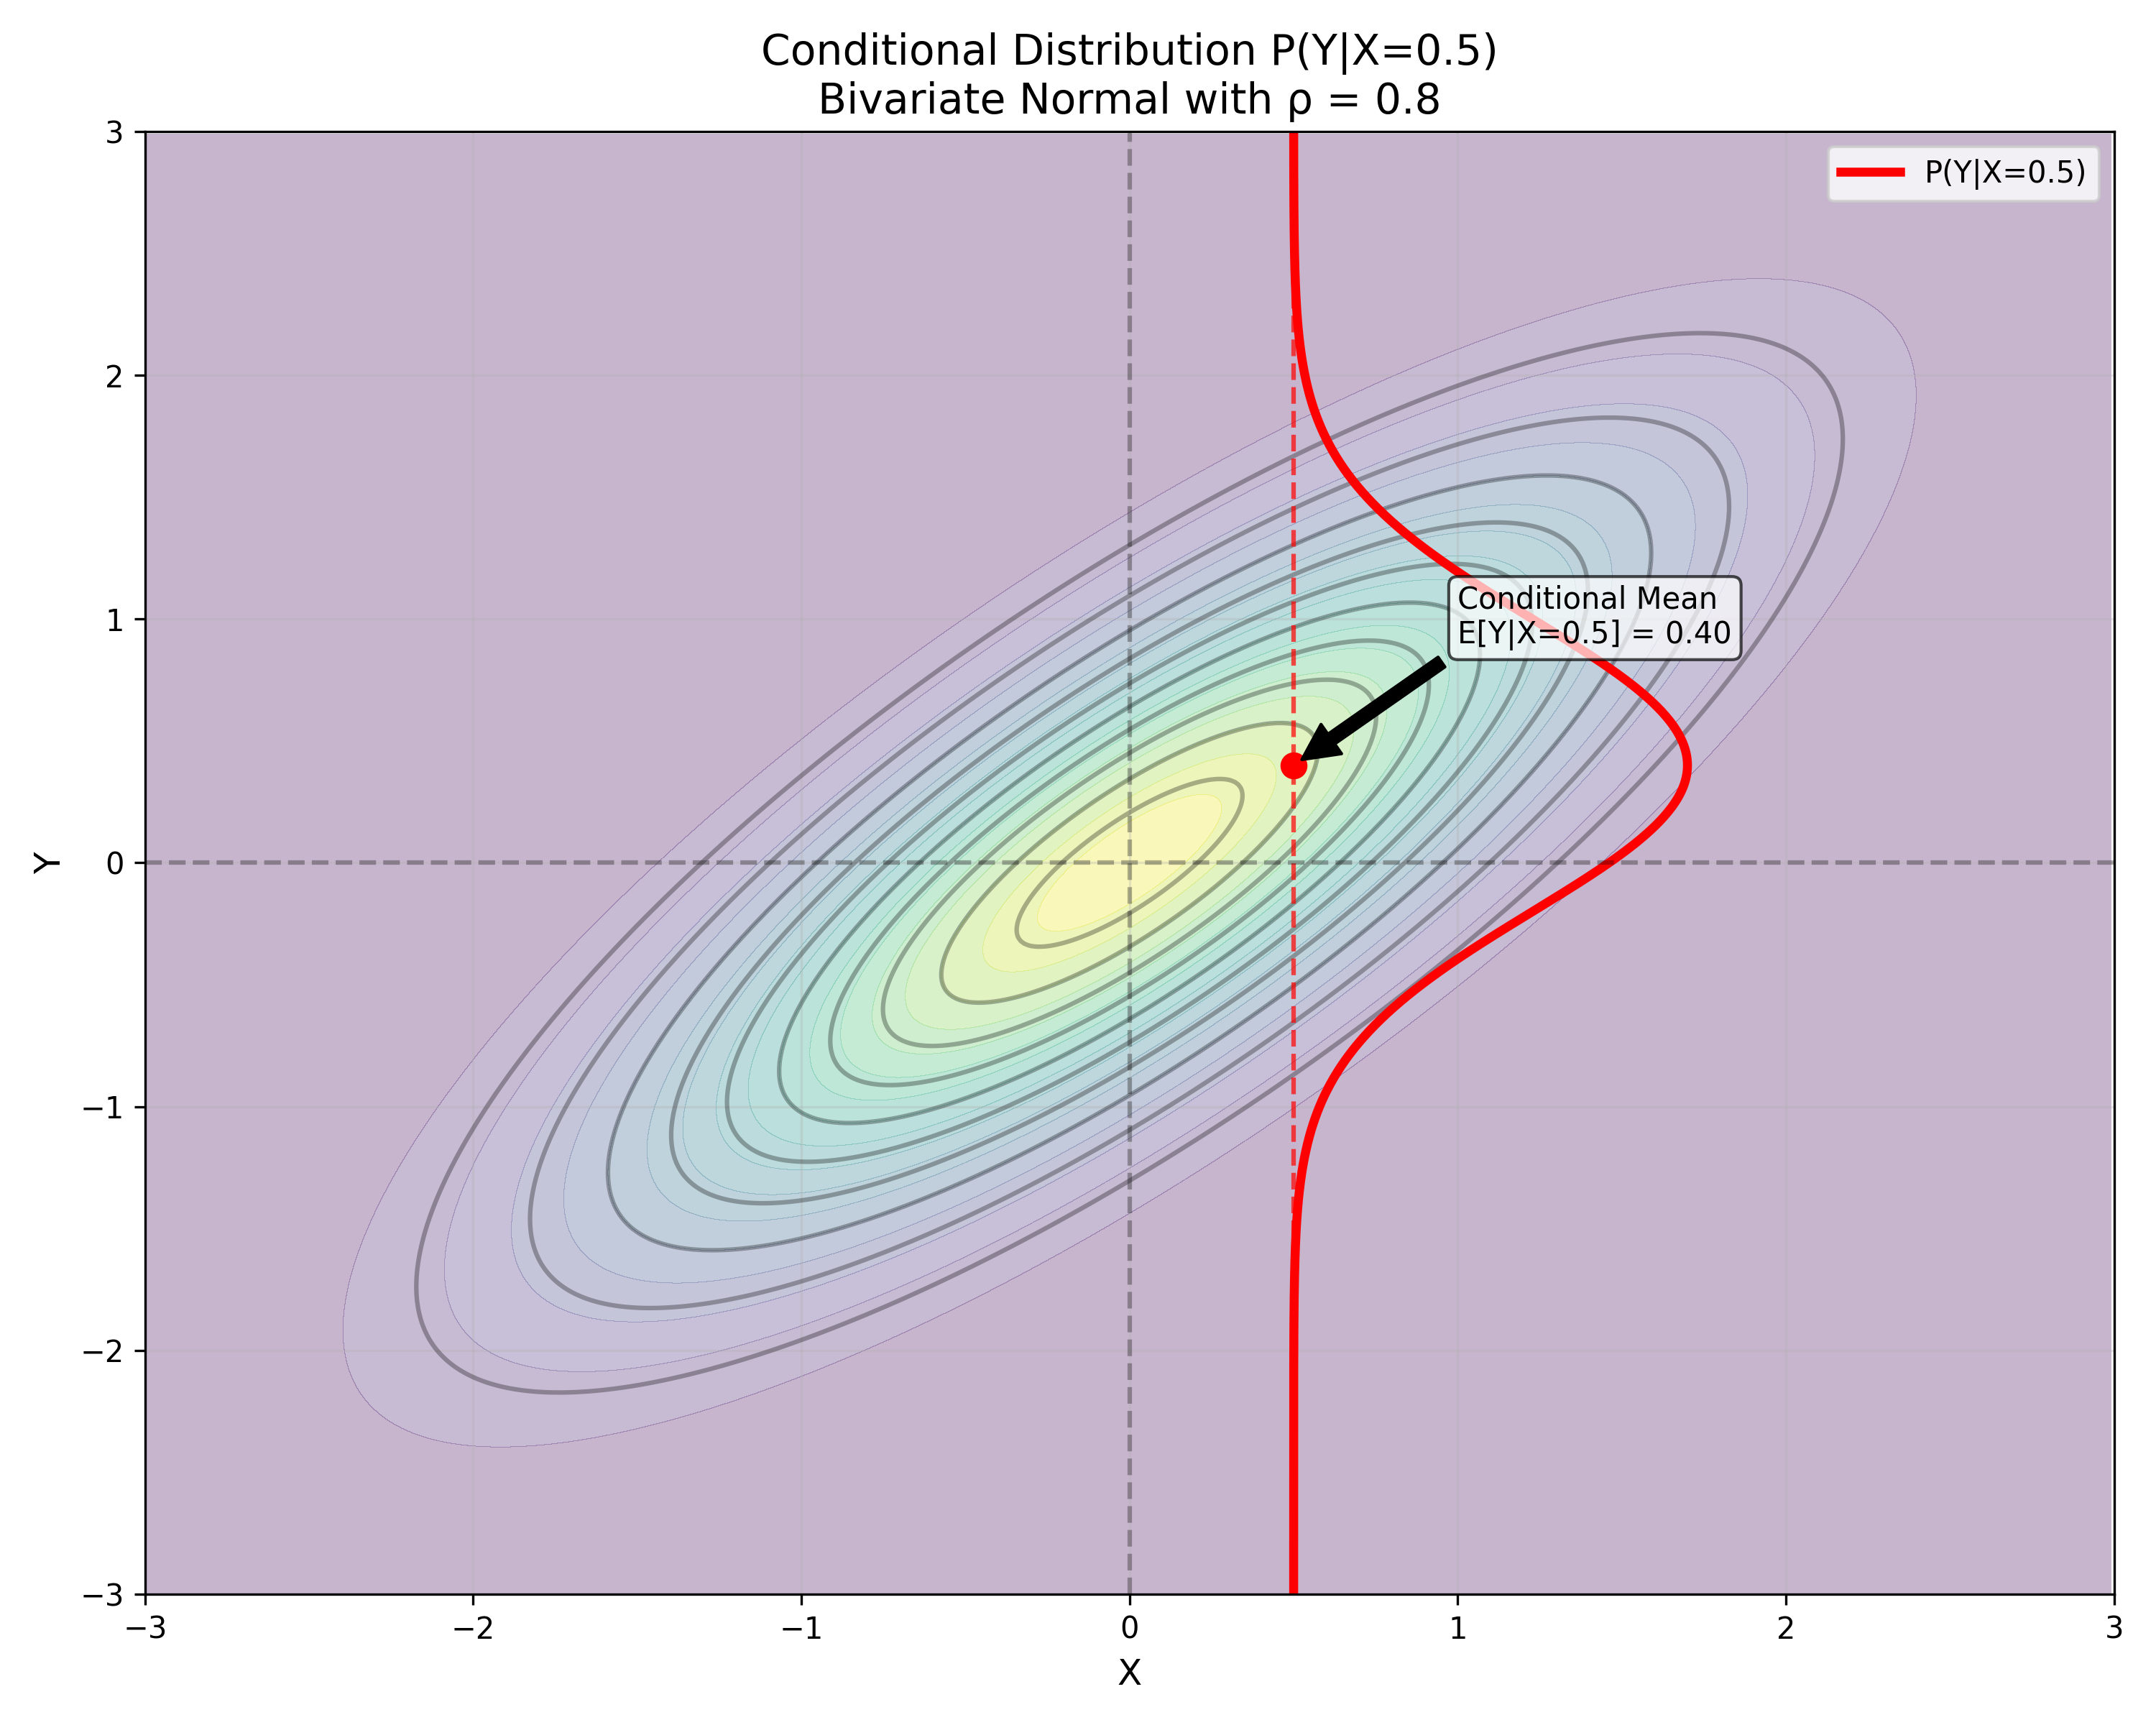 Conditional Distribution P(Y|X=0.5)
Bivariate Normal with ρ = 0.8
P(Y|X=0.5)
Conditional Mean
E[Y|X=0.5] = 0.40
Y
3
2
1
0
−1
−2
−3
−3 −2 −1 0 1 2 3
X